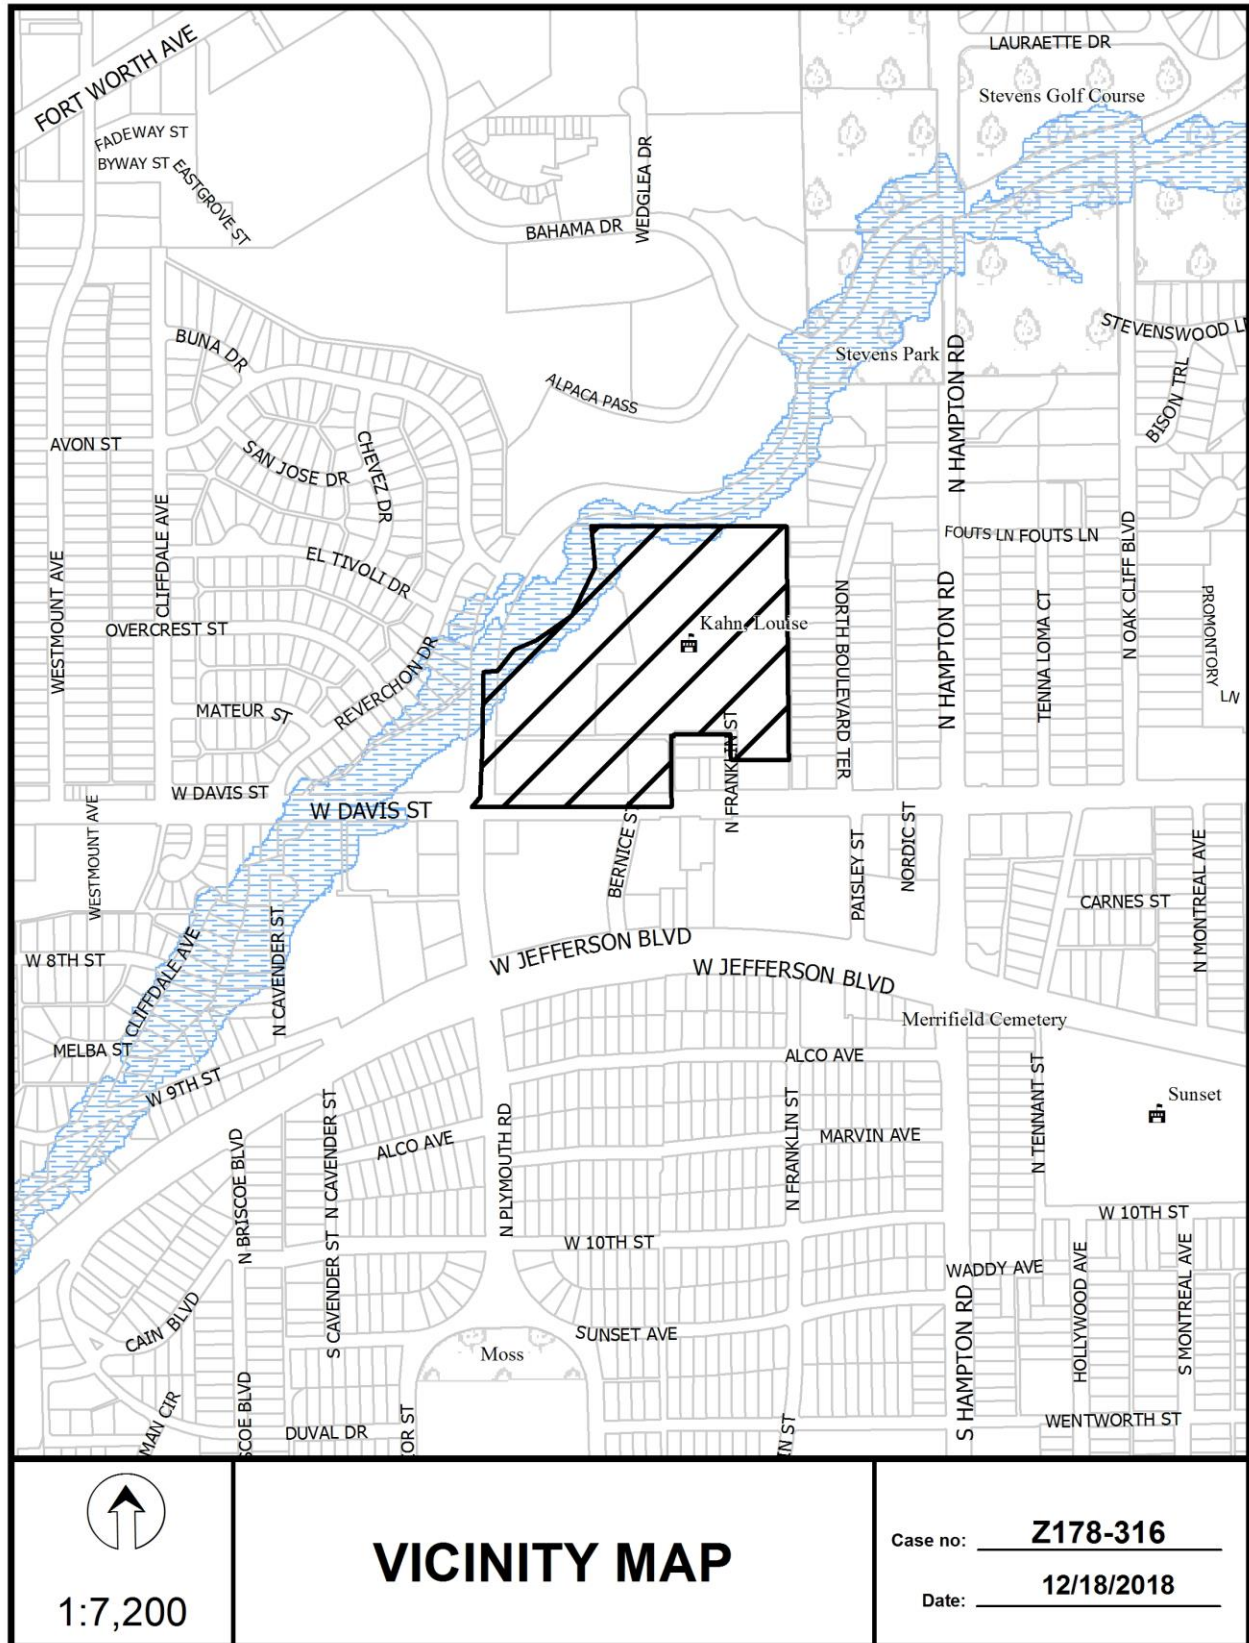 LAURAETTE DR
FORT WORTH AVE
Stevens Golf Course
FADEWAY ST
BYWAY ST
EASTGROVE ST
WEDGLEA DR
BAHAMA DR
STEVENSWOOD LN
BUNA DR
Stevens Park
N HAMPTON RD
BISON TRL
ALPACA PASS
AVON ST
SAN JOSE DR
CHEVEZ DR
CLIFFDALE AVE
FOUTS LN
FOUTS LN
N OAK CLIFF BLVD
WESTMOUNT AVE
EL TIVOLI DR
N HAMPTON RD
NORTH BOULEVARD TER
TENNA LOMA CT
PROMONTORY
LN
OVERCREST ST
Kahn, Louise
REVERCHON DR
MATEUR ST
N FRANKLIN ST
W DAVIS ST
W DAVIS ST
WESTMOUNT AVE
BERNICE ST
PAISLEY ST
NORDIC ST
CARNES ST
N MONTREAL AVE
W 8TH ST
CLIFFDALE AVE
N CAVENDER ST
W JEFFERSON BLVD
W JEFFERSON BLVD
Merrifield Cemetery
MELBA ST
ALCO AVE
W 9TH ST
Sunset
N TENNANT ST
N CAVENDER ST
N BRISCOE BLVD
ALCO AVE
N PLYMOUTH RD
N FRANKLIN ST
MARVIN AVE
W 10TH ST
W 10TH ST
S CAVENDER ST
WADDY AVE
HOLLYWOOD AVE
S MONTREAL AVE
S HAMPTON RD
CAIN BLVD
SUNSET AVE
Moss
MAN CIR
SCOE BLVD
DUVAL DR
OR ST
IN ST
WENTWORTH ST
1:7,200
VICINITY MAP
Case no: Z178-316
Date: 12/18/2018